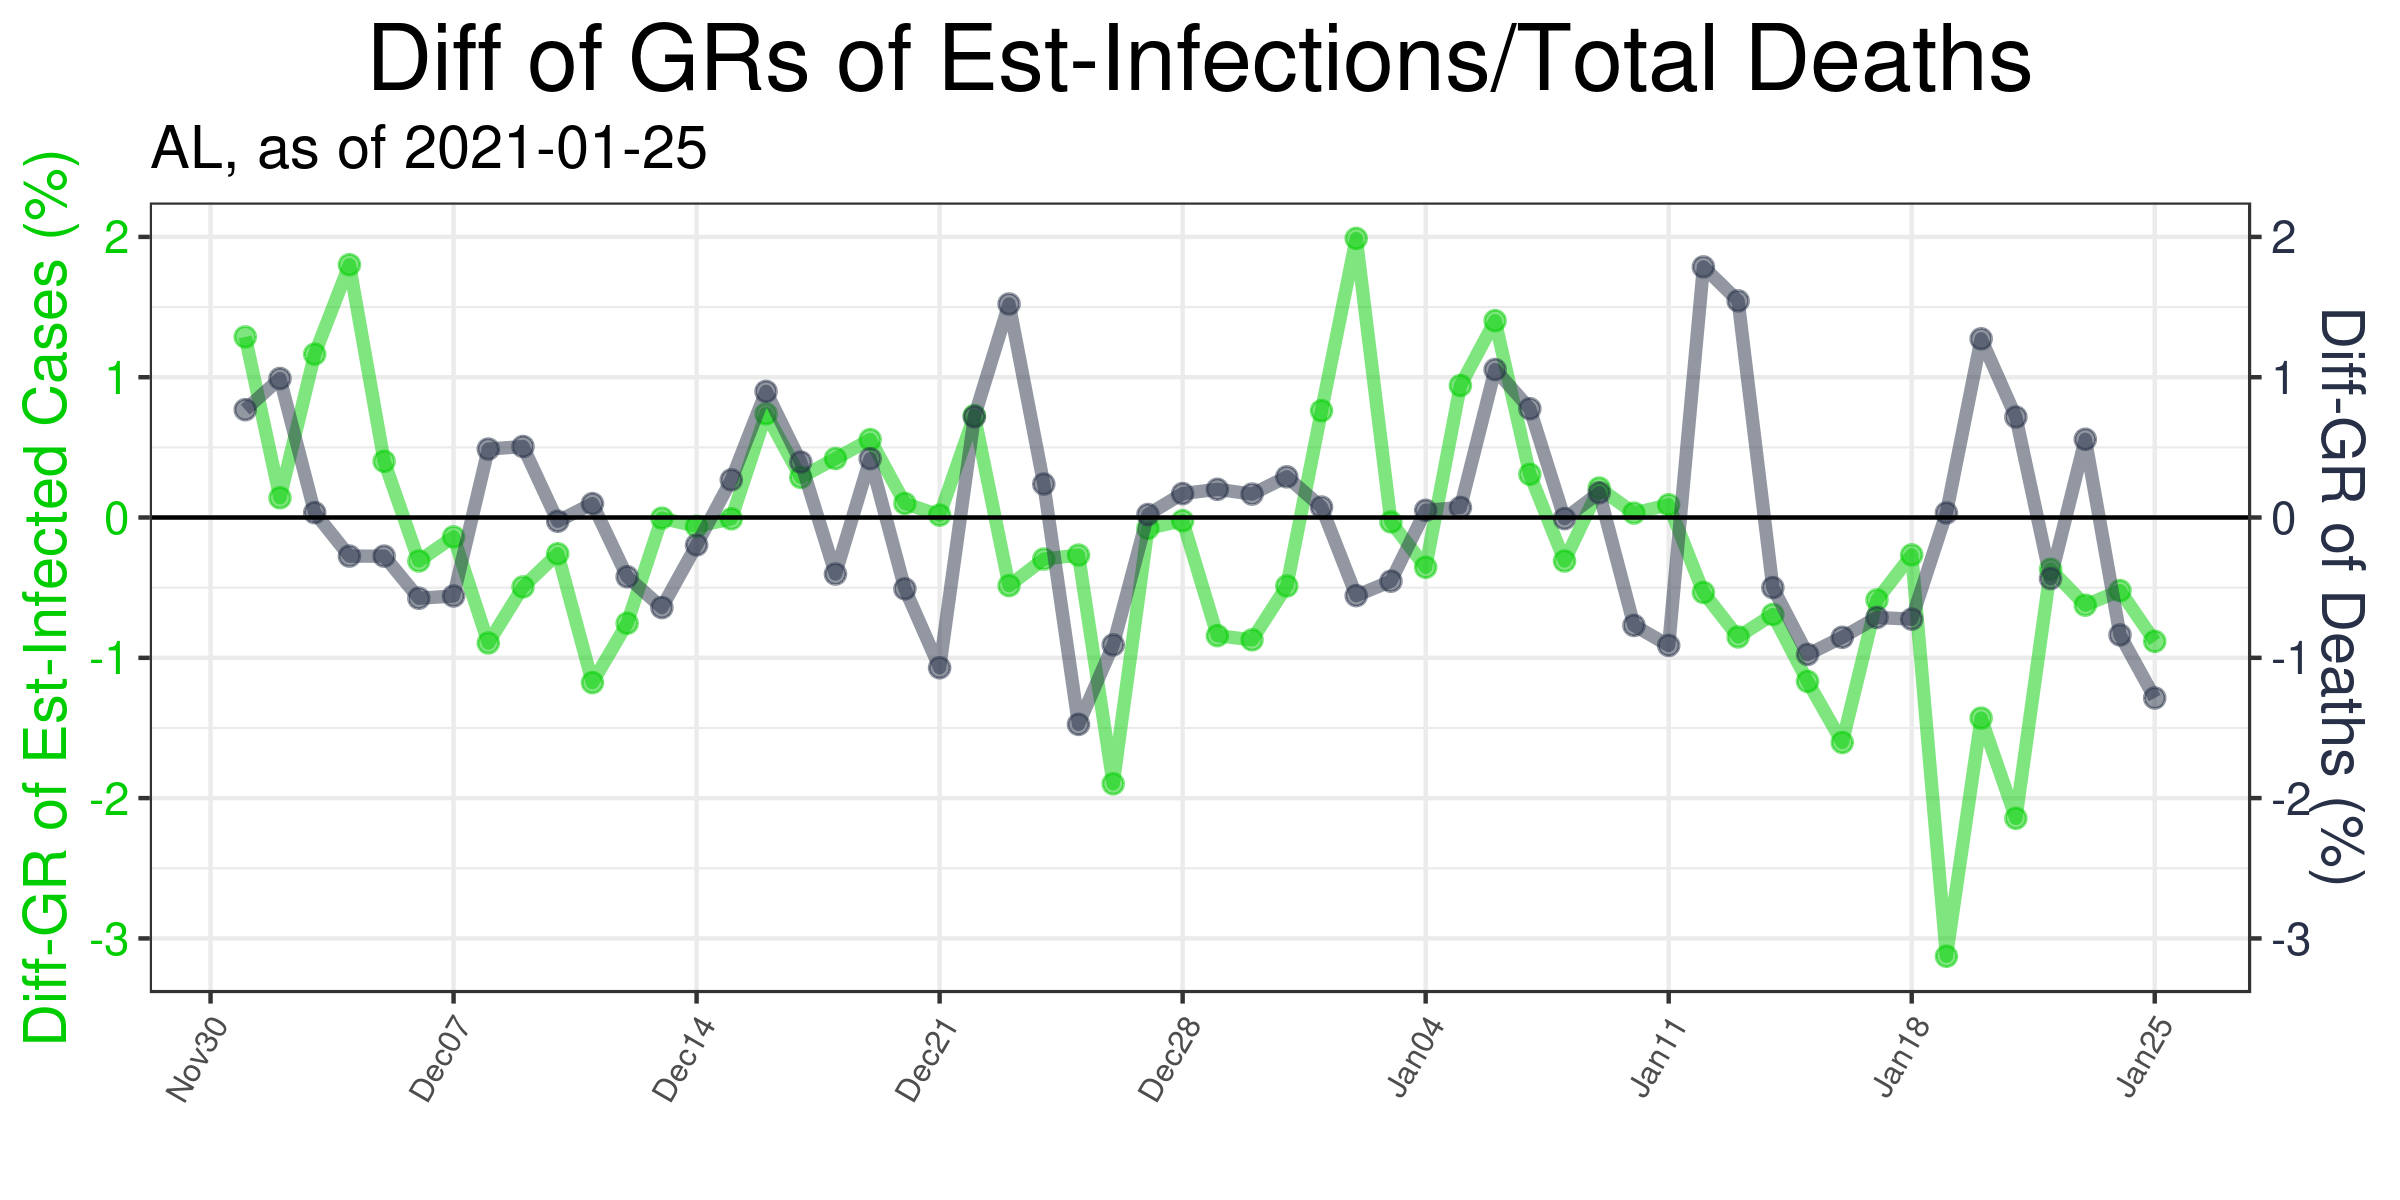 Diff of GRs of Est-Infections/Total Deaths
AL, as of 2021-01-25
Diff-GR of Est-Infected Cases (%)
2
1
0
-1
-2
-3
2
1
0
-1
-2
-3
Diff-GR of Deaths (%)
Nov30
Dec07
Dec14
Dec21
Dec28
Jan04
Jan11
Jan18
Jan25